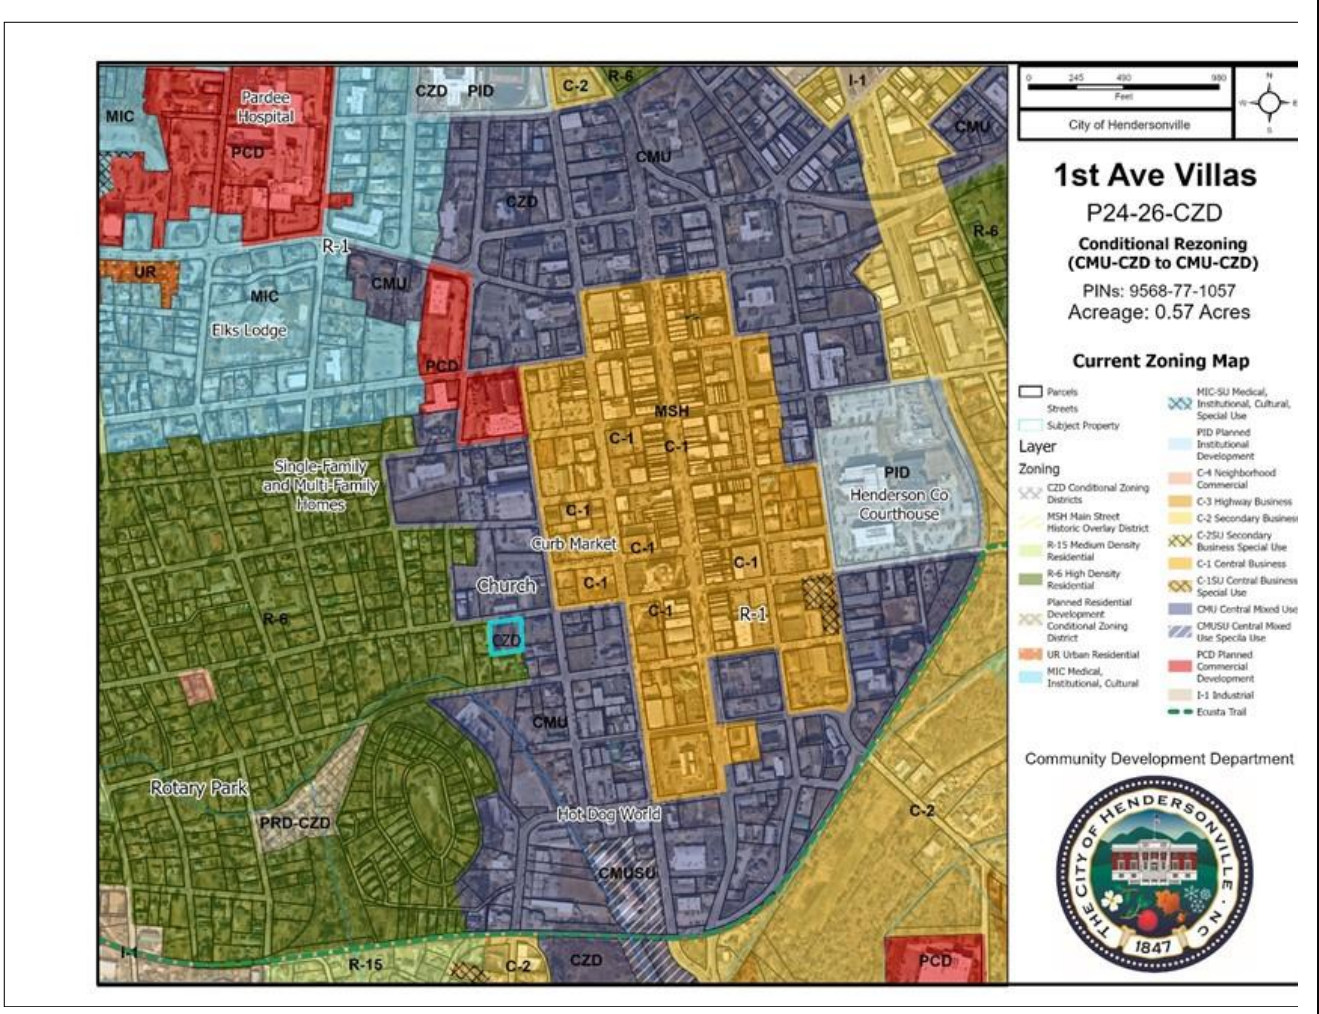 MIC
Pardee
Hospital
PCD
CZD
PID
C-2
R-6
I-1
CMU
CMU
CZD
R-6
R-1
UR
MIC
CMU
Elks Lodge
PCD
MSH
C-1
C-1
Single-Family
and Multi-Family
Homes
PID
Henderson Co
Courthouse
C-1
Curb Market
C-1
C-1
Church
C-1
C-1
R-1
R-6
CZD
CMU
Rotary Park
PRD-CZD
Hot Dog World
C-2
CMUSU
I-1
R-15
C-2
CZD
PCD
0 245 490 980
Feet
N
W
E
S
City of Hendersonville
1st Ave Villas
P24-26-CZD
Conditional Rezoning
(CMU-CZD to CMU-CZD)
PINs: 9568-77-1057
Acreage: 0.57 Acres
Current Zoning Map
Parcels
Streets
Subject Property
Layer
Zoning
CZD Conditional Zoning
Districts
MSH Main Street
Historic Overlay District
R-15 Medium Density
Residential
R-6 High Density
Residential
Planned Residential
Development
Conditional Zoning
District
UR Urban Residential
MIC Medical,
Institutional, Cultural
MIC-SU Medical,
Institutional, Cultural,
Special Use
PID Planned
Institutional
Development
C-4 Neighborhood
Commercial
C-3 Highway Business
C-2 Secondary Business
C-2SU Secondary
Business Special Use
C-1 Central Business
C-1SU Central Business
Special Use
CMU Central Mixed Use
CMUSU Central Mixed
Use Specila Use
PCD Planned
Commercial
Development
I-1 Industrial
Ecusta Trail
Community Development Department
THE CITY OF HENDERSONVILLE · NC
1847